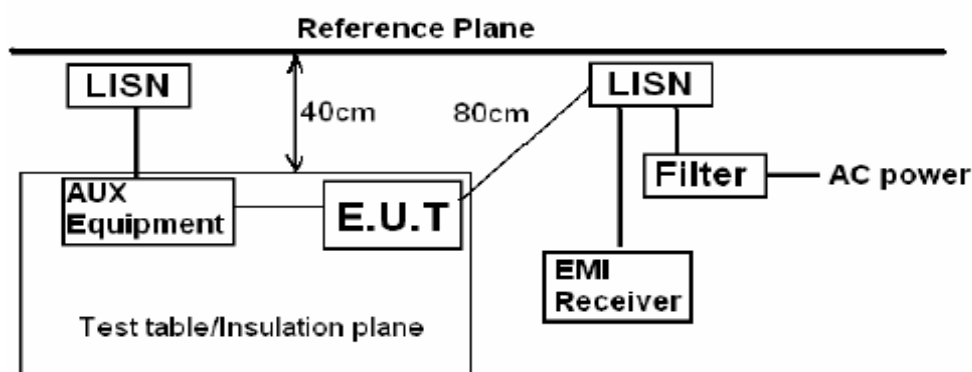 Reference Plane
LISN
40cm
80cm
LISN
Filter
AC power
AUX
Equipment
E.U.T
EMI
Receiver
Test table/Insulation plane